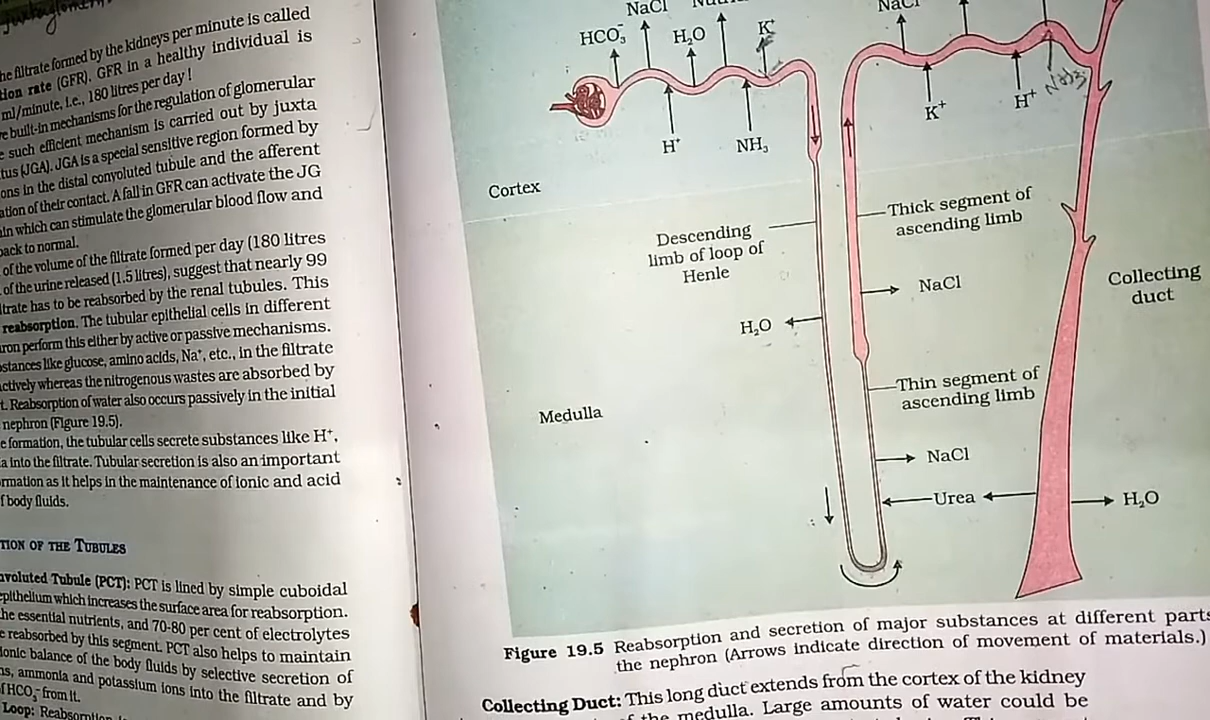 he filtrate formed by the kidneys per minute is called
tion rate (GFR). GFR in a healthy individual is
ml/minute, i.e., 180 litres per day !
built-in mechanisms for the regulation of glomerular
such efficient mechanism is carried out by juxta
tus (JGA). JGA is a special sensitive region formed by
ons in the distal convoluted tubule and the afferent
ation of their contact. A fall in GFR can activate the JG
in which can stimulate the glomerular blood flow and
back to normal.
of the volume of the filtrate formed per day (180 litres
of the urine released (1.5 litres), suggest that nearly 99
ltrate has to be reabsorbed by the renal tubules. This
reabsorption. The tubular epithelial cells in different
ron perform this either by active or passive mechanisms.
stances like glucose, amino acids, Na⁺, etc., in the filtrate
ctively whereas the nitrogenous wastes are absorbed by
t. Reabsorption of water also occurs passively in the initial
nephron (Figure 19.5).
e formation, the tubular cells secrete substances like H⁺,
a into the filtrate. Tubular secretion is also an important
rmation as it helps in the maintenance of ionic and acid
f body fluids.
TION OF THE TUBULES
nvoluted Tubule (PCT): PCT is lined by simple cuboidal
epithelium which increases the surface area for reabsorption.
he essential nutrients, and 70-80 per cent of electrolytes
e reabsorbed by this segment. PCT also helps to maintain
ionic balance of the body fluids by selective secretion of
ns, ammonia and potassium ions into the filtrate and by
f HCO₃⁻ from it.
Loop: Reabsorption
NaCl
HCO₃⁻
H₂O
K⁺
H⁺
NH₃
NaCl
K⁺
H⁺
Cortex
Descending
limb of loop of
Henle
Thick segment of
ascending limb
NaCl
Collecting
duct
H₂O
Thin segment of
ascending limb
Medulla
NaCl
Urea
H₂O
Figure 19.5 Reabsorption and secretion of major substances at different parts
the nephron (Arrows indicate direction of movement of materials.)
Collecting Duct: This long duct extends from the cortex of the kidney
of the medulla. Large amounts of water could be